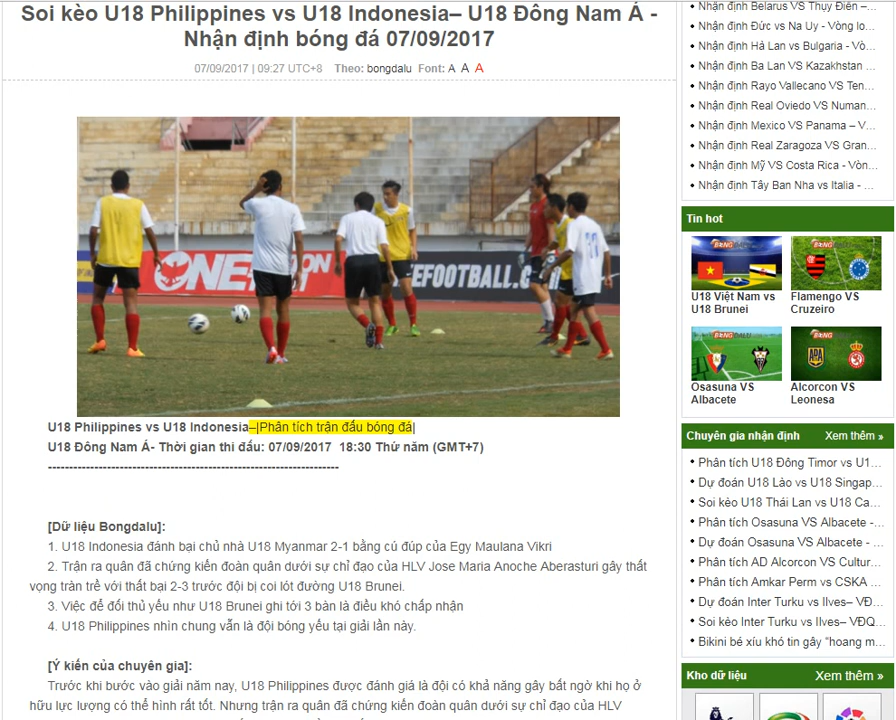 Soi kèo U18 Philippines vs U18 Indonesia– U18 Đông Nam Á -
Nhận định bóng đá 07/09/2017
07/09/2017 | 09:27 UTC+8 Theo: bongdalu Font: A A A
ONE
EFOOTBALL.C
U18 Philippines vs U18 Indonesia–|Phân tích trận đấu bóng đá|
U18 Đông Nam Á- Thời gian thi đấu: 07/09/2017 18:30 Thứ năm (GMT+7)
--------------------------------------------------------------------
[Dữ liệu Bongdalu]:
1. U18 Indonesia đánh bại chủ nhà U18 Myanmar 2-1 bằng cú đúp của Egy Maulana Vikri
2. Trận ra quân đã chứng kiến đoàn quân dưới sự chỉ đạo của HLV Jose Maria Anoche Aberasturi gây thất
vọng tràn trề với thất bại 2-3 trước đội bị coi lót đường U18 Brunei.
3. Việc để đối thủ yếu như U18 Brunei ghi tới 3 bàn là điều khó chấp nhận
4. U18 Philippines nhìn chung vẫn là đội bóng yếu tại giải lần này.
[Ý kiến của chuyên gia]:
Trước khi bước vào giải năm nay, U18 Philippines được đánh giá là đội có khả năng gây bất ngờ khi họ ở
hữu lực lượng có thể hình rất tốt. Nhưng trận ra quân đã chứng kiến đoàn quân dưới sự chỉ đạo của HLV
Nhận định Belarus VS Thụy Điển –...
Nhận định Đức vs Na Uy - Vòng lo...
Nhận định Hà Lan vs Bulgaria - Vò...
Nhận định Ba Lan VS Kazakhstan ...
Nhận định Rayo Vallecano VS Ten...
Nhận định Real Oviedo VS Numan...
Nhận định Mexico VS Panama – V...
Nhận định Real Zaragoza VS Gran...
Nhận định Mỹ VS Costa Rica - Vòn...
Nhận định Tây Ban Nha vs Italia - ...
Tin hot
U18 Việt Nam vs
U18 Brunei
Flamengo VS
Cruzeiro
Osasuna VS
Albacete
Alcorcon VS
Leonesa
Chuyên gia nhận định Xem thêm »
Phân tích U18 Đông Timor vs U1...
Dự đoán U18 Lào vs U18 Singap...
Soi kèo U18 Thái Lan vs U18 Ca...
Phân tích Osasuna VS Albacete -...
Dự đoán Osasuna VS Albacete - ...
Phân tích AD Alcorcon VS Cultur...
Phân tích Amkar Perm vs CSKA ...
Dự đoán Inter Turku vs Ilves– VĐ...
Soi kèo Inter Turku vs Ilves– VĐQ...
Bikini bé xíu khó tin gây “hoang m...
Kho dữ liệu Xem thêm »